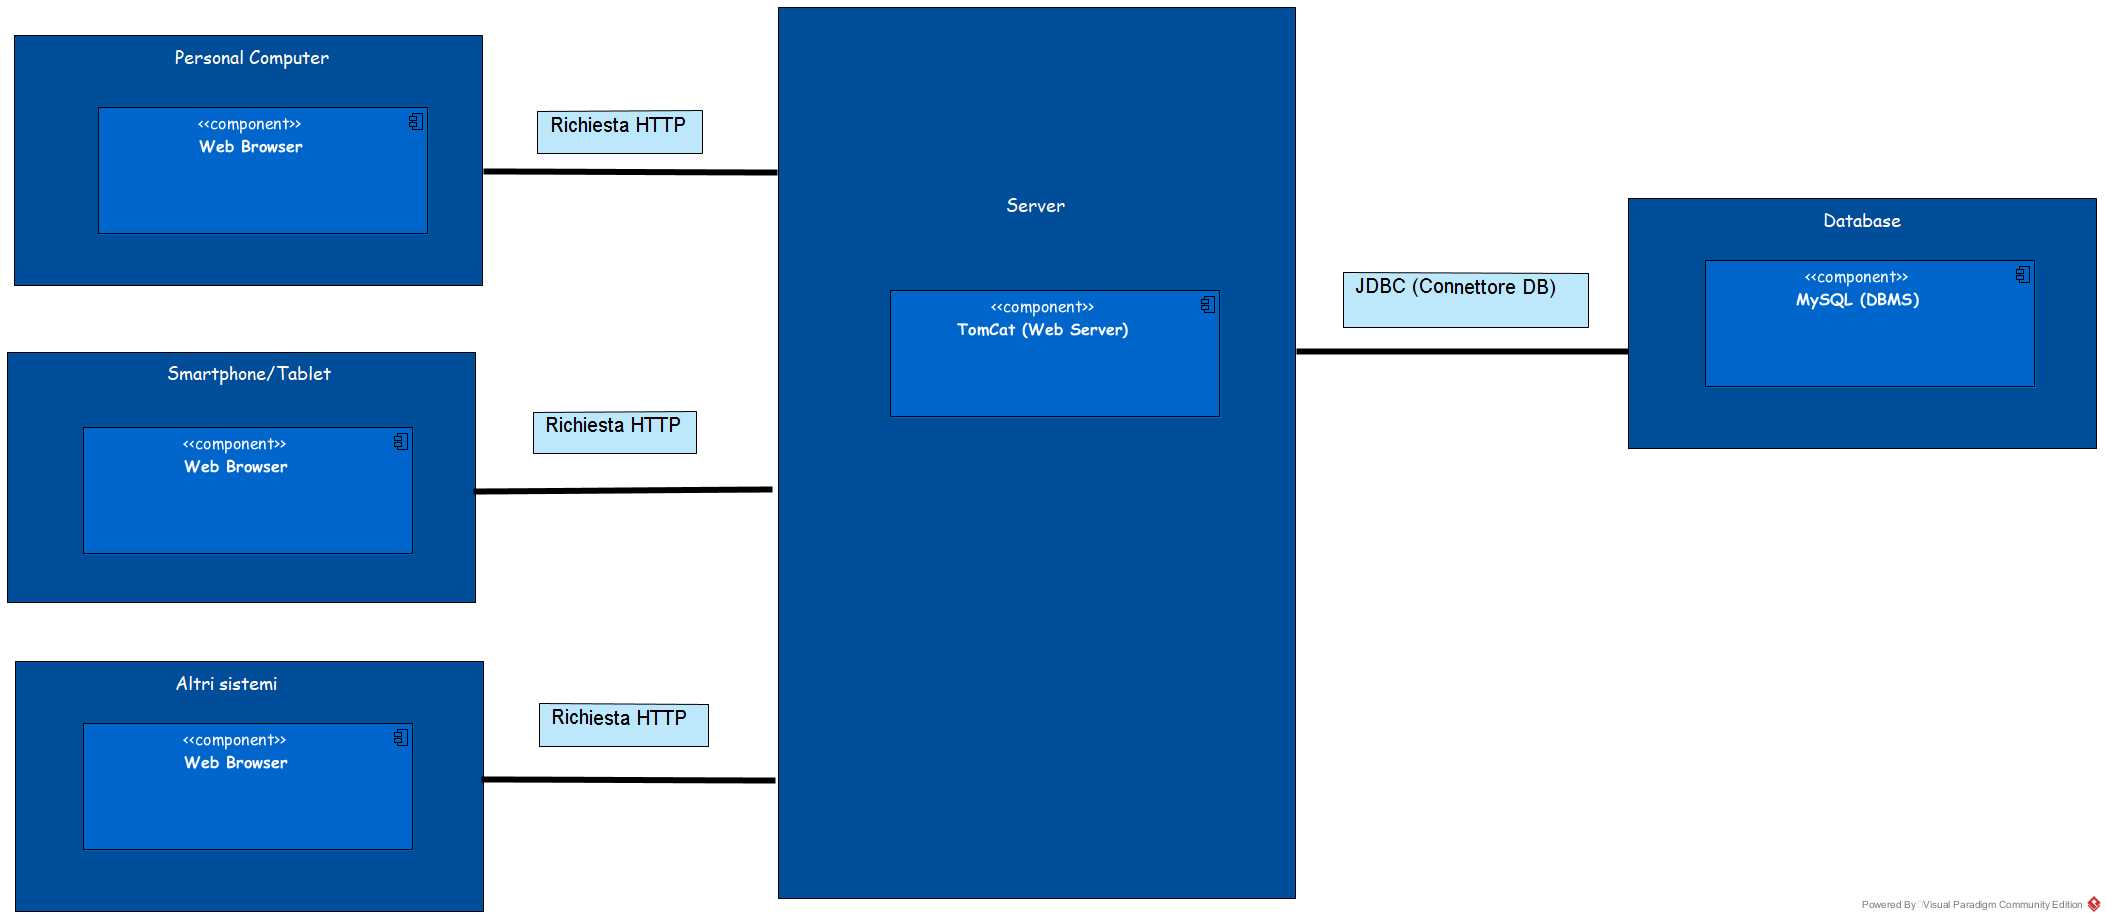 Personal Computer
<<component>>
Web Browser
Richiesta HTTP
Smartphone/Tablet
<<component>>
Web Browser
Richiesta HTTP
Altri sistemi
<<component>>
Web Browser
Richiesta HTTP
Server
<<component>>
TomCat (Web Server)
JDBC (Connettore DB)
Database
<<component>>
MySQL (DBMS)
Powered By Visual Paradigm Community Edition